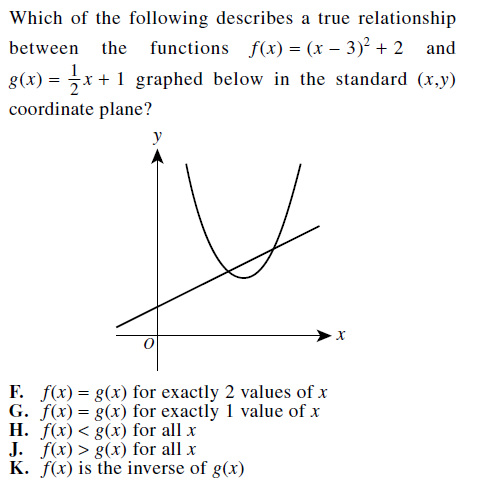 Which of the following describes a true relationship
between the functions f(x) = (x – 3)² + 2 and
g(x) = 1/2 x + 1 graphed below in the standard (x,y)
coordinate plane?
y
x
O
F. f(x) = g(x) for exactly 2 values of x
G. f(x) = g(x) for exactly 1 value of x
H. f(x) < g(x) for all x
J. f(x) > g(x) for all x
K. f(x) is the inverse of g(x)